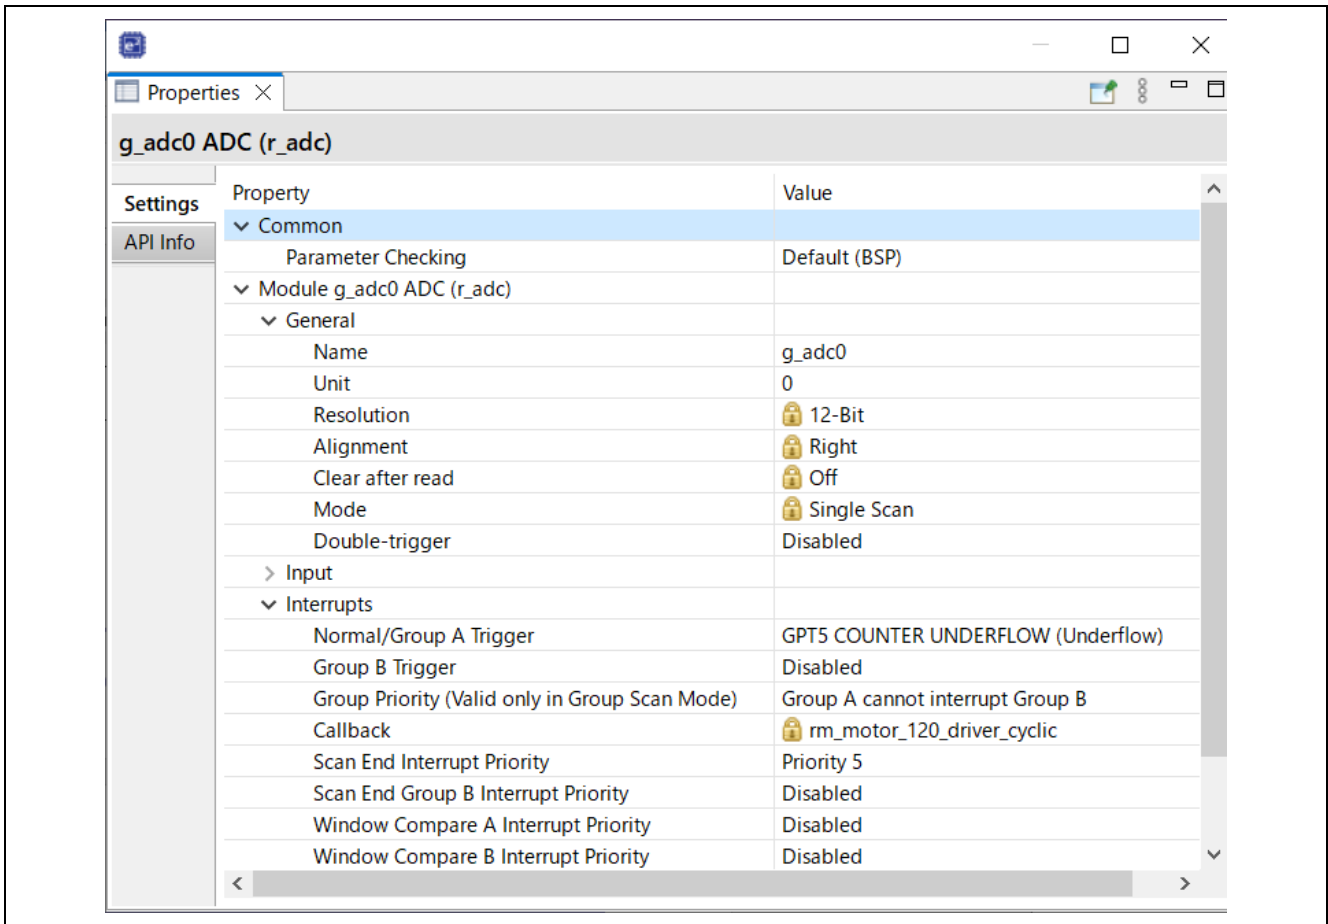 Properties
g_adc0 ADC (r_adc)
Settings
API Info
Property Value
Common
Parameter Checking Default (BSP)
Module g_adc0 ADC (r_adc)
General
Name g_adc0
Unit 0
Resolution 12-Bit
Alignment Right
Clear after read Off
Mode Single Scan
Double-trigger Disabled
Input
Interrupts
Normal/Group A Trigger GPT5 COUNTER UNDERFLOW (Underflow)
Group B Trigger Disabled
Group Priority (Valid only in Group Scan Mode) Group A cannot interrupt Group B
Callback rm_motor_120_driver_cyclic
Scan End Interrupt Priority Priority 5
Scan End Group B Interrupt Priority Disabled
Window Compare A Interrupt Priority Disabled
Window Compare B Interrupt Priority Disabled